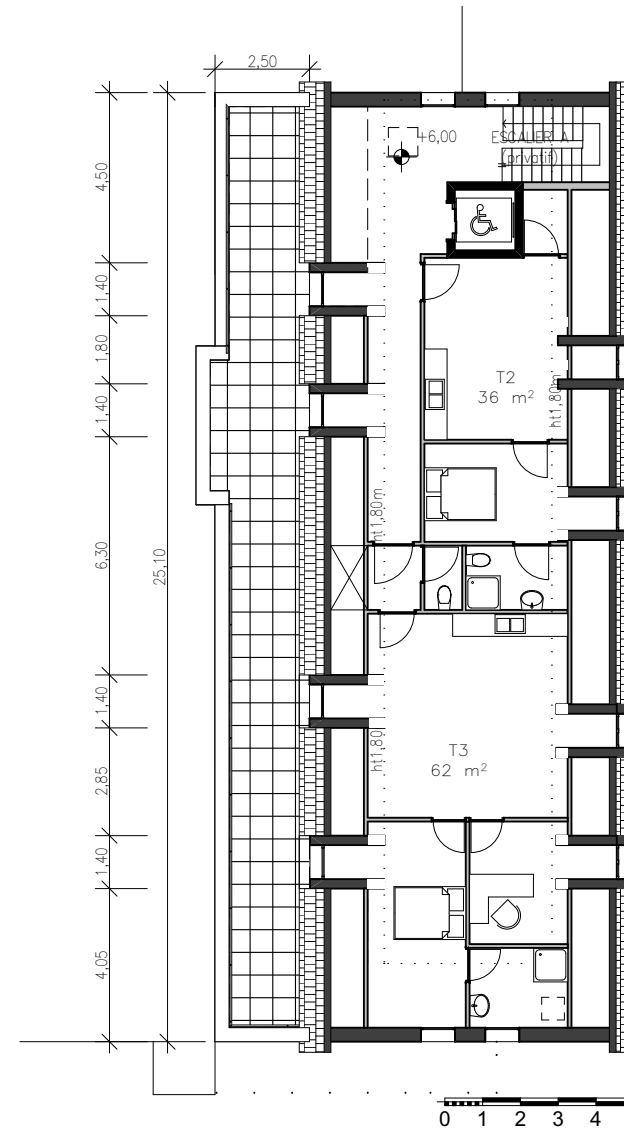 2,50
+6,00
ESCALIER A
(privatif)
4,50
1,40
1,80
1,40
6,30
25,10
1,40
2,85
1,40
4,05
T2
36 m²
ht1,80m
ht1,80m
T3
62 m²
ht1,80
0 1 2 3 4